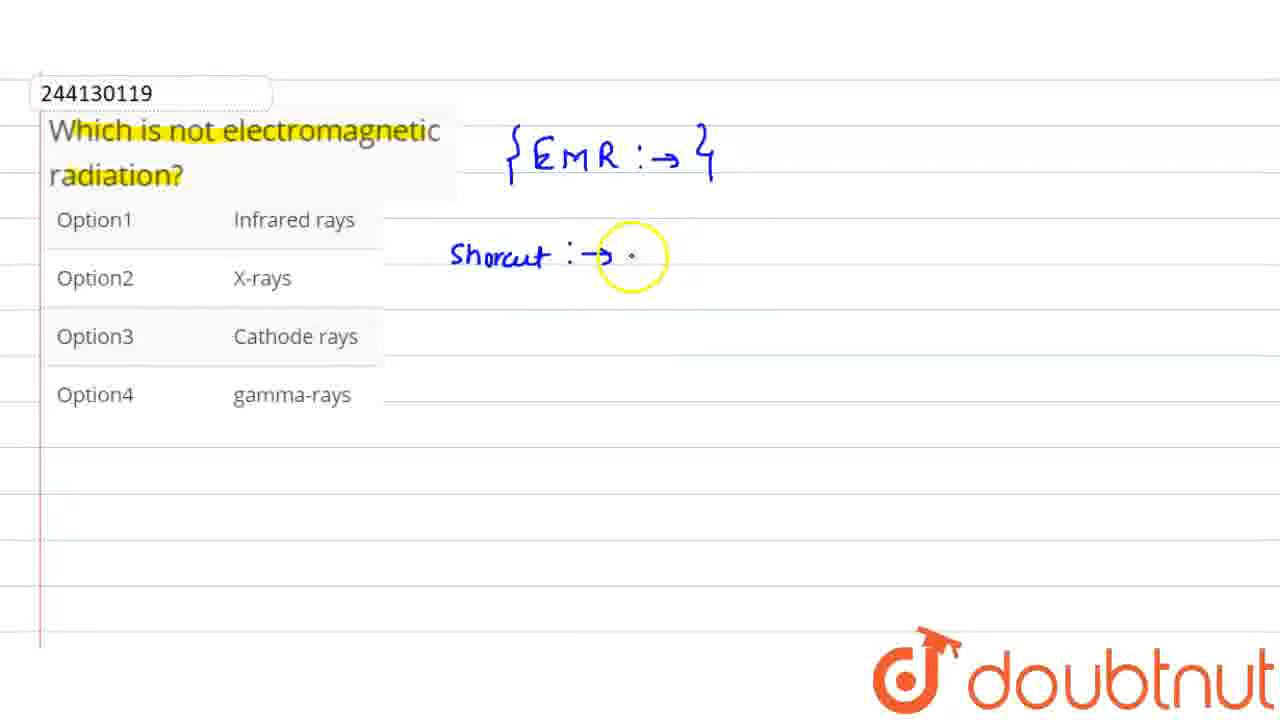 244130119
Which is not electromagnetic
radiation?
{ EMR :→ }
Option1 Infrared rays
Shorcut :→
Option2 X-rays
Option3 Cathode rays
Option4 gamma-rays
doubtnut